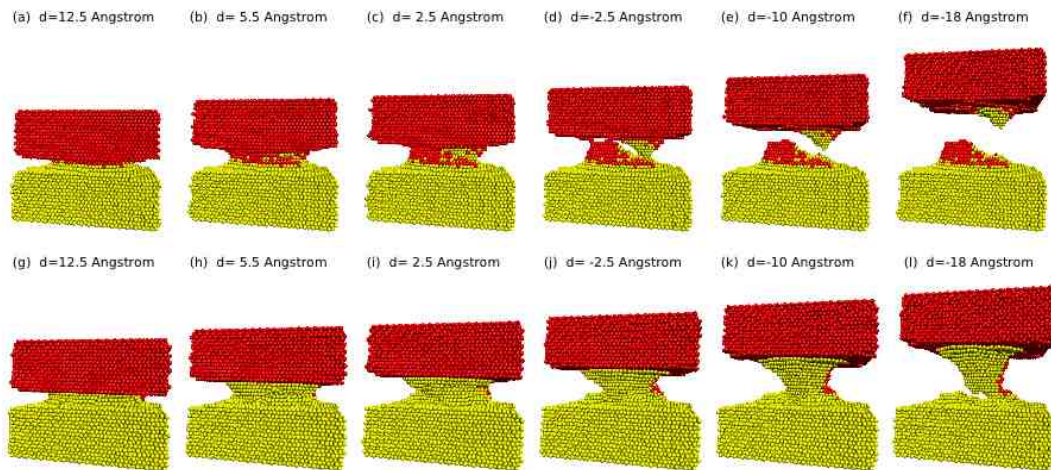 (a) d=12.5 Angstrom (b) d= 5.5 Angstrom (c) d= 2.5 Angstrom (d) d=-2.5 Angstrom (e) d=-10 Angstrom (f) d=-18 Angstrom
(g) d=12.5 Angstrom (h) d= 5.5 Angstrom (i) d= 2.5 Angstrom (j) d= -2.5 Angstrom (k) d=-10 Angstrom (l) d=-18 Angstrom